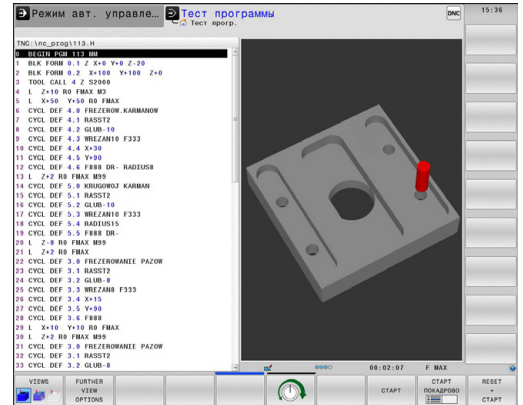 Режим авт. управле…
Тест программы
Тест прогр.
DNC
15:36
TNC:\nc_prog\113.H
0 BEGIN PGM 113 MM
1 BLK FORM 0.1 Z X+0 Y+0 Z-20
2 BLK FORM 0.2 X+100 Y+100 Z+0
3 TOOL CALL 4 Z S2000
4 L Z+10 R0 FMAX M3
5 L X+50 Y+50 R0 FMAX
6 CYCL DEF 4.0 FREZEROW.KARMANOW
7 CYCL DEF 4.1 RASST2
8 CYCL DEF 4.2 GLUB-10
9 CYCL DEF 4.3 WREZAN10 F333
10 CYCL DEF 4.4 X+30
11 CYCL DEF 4.5 Y+90
12 CYCL DEF 4.6 F888 DR- RADIUS8
13 L Z+2 R0 FMAX M99
14 CYCL DEF 5.0 KRUGOWOJ KARMAN
15 CYCL DEF 5.1 RASST2
16 CYCL DEF 5.2 GLUB-10
17 CYCL DEF 5.3 WREZAN10 F333
18 CYCL DEF 5.4 RADIUS15
19 CYCL DEF 5.5 F888 DR-
20 L Z-8 R0 FMAX M99
21 L Z+2 FMAX
22 CYCL DEF 3.0 FREZEROWANIE PAZOW
23 CYCL DEF 3.1 RASST2
24 CYCL DEF 3.2 GLUB-8
25 CYCL DEF 3.3 WREZAN8 F333
26 CYCL DEF 3.4 X+15
27 CYCL DEF 3.5 Y+90
28 CYCL DEF 3.6 F888
29 L X+10 Y+10 R0 FMAX
30 L Z+2 R0 FMAX M99
31 CYCL DEF 3.0 FREZEROWANIE PAZOW
32 CYCL DEF 3.1 RASST2
33 CYCL DEF 3.2 GLUB-8
00:02:07 F MAX
VIEWS
FURTHER VIEW OPTIONS
СТАРТ
СТАРТ ПОКАДРОВО
RESET + СТАРТ